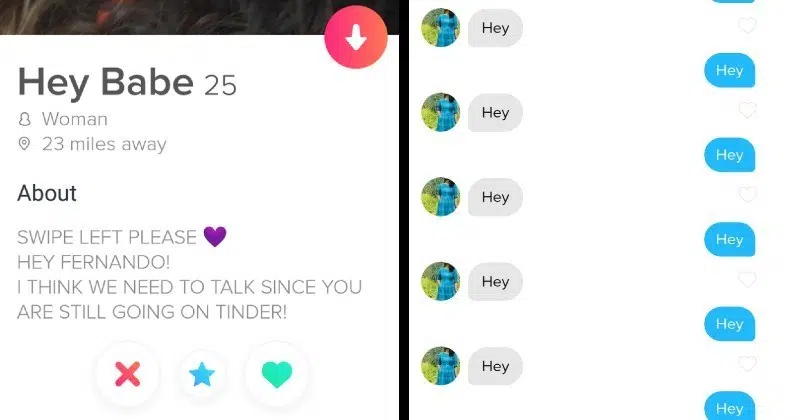 Hey Babe 25
Woman
23 miles away
About
SWIPE LEFT PLEASE 💜
HEY FERNANDO!
I THINK WE NEED TO TALK SINCE YOU
ARE STILL GOING ON TINDER!
Hey
Hey
Hey
Hey
Hey
Hey
Hey
Hey
Hey
Hey